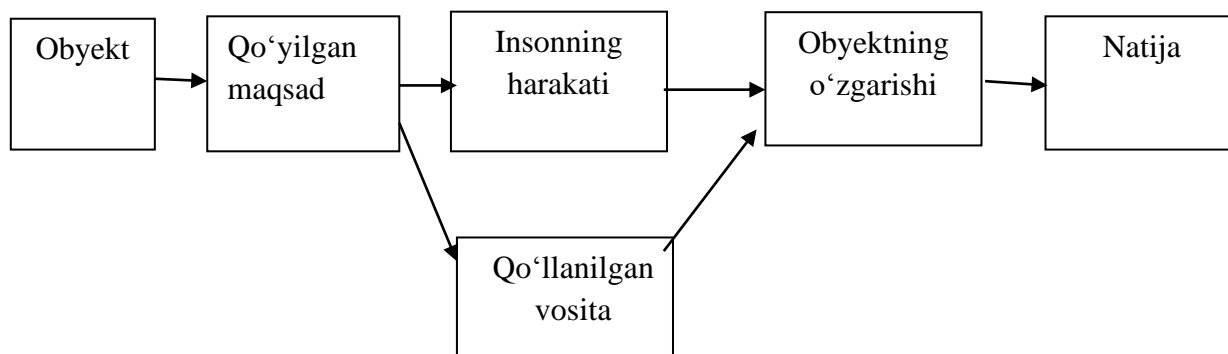 Obyekt
Qo‘yilgan
maqsad
Insonning
harakati
Obyektning
o‘zgarishi
Natija
Qo‘llanilgan
vosita